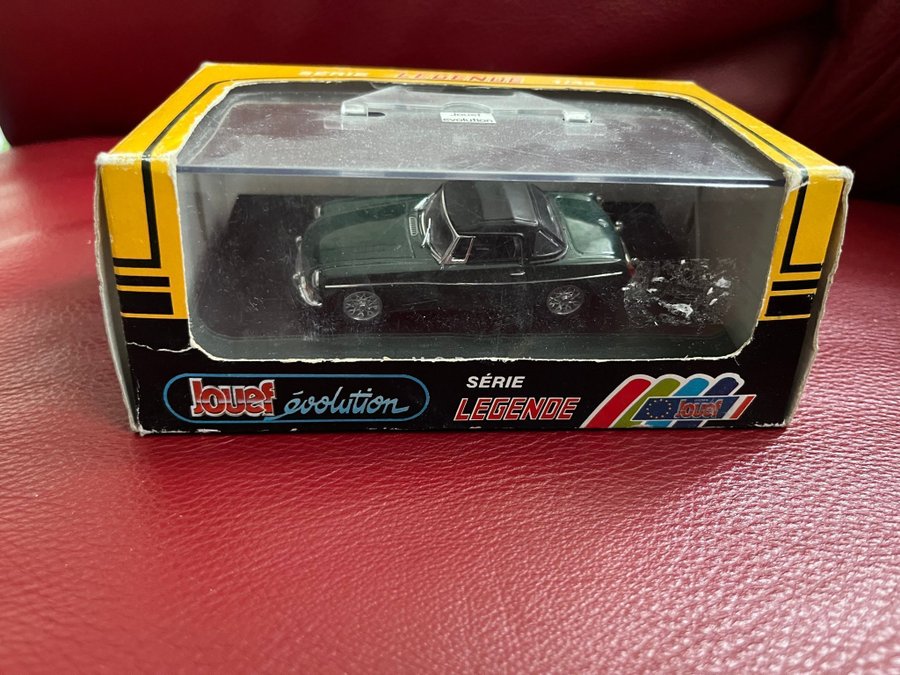 SÉRIE LEGENDE
Jouef
évolution
Jouef évolution
SÉRIE
LEGENDE
Jouef